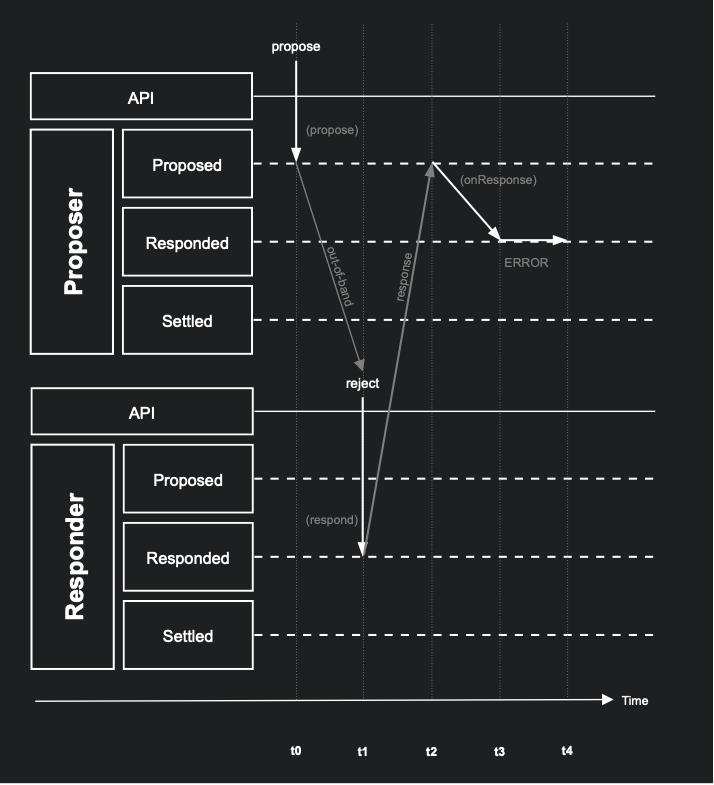 propose
API
(propose)
Proposer
Proposed
(onResponse)
Responded
out-of-band
response
ERROR
Settled
reject
API
Responder
Proposed
(respond)
Responded
Settled
Time
t0 t1 t2 t3 t4